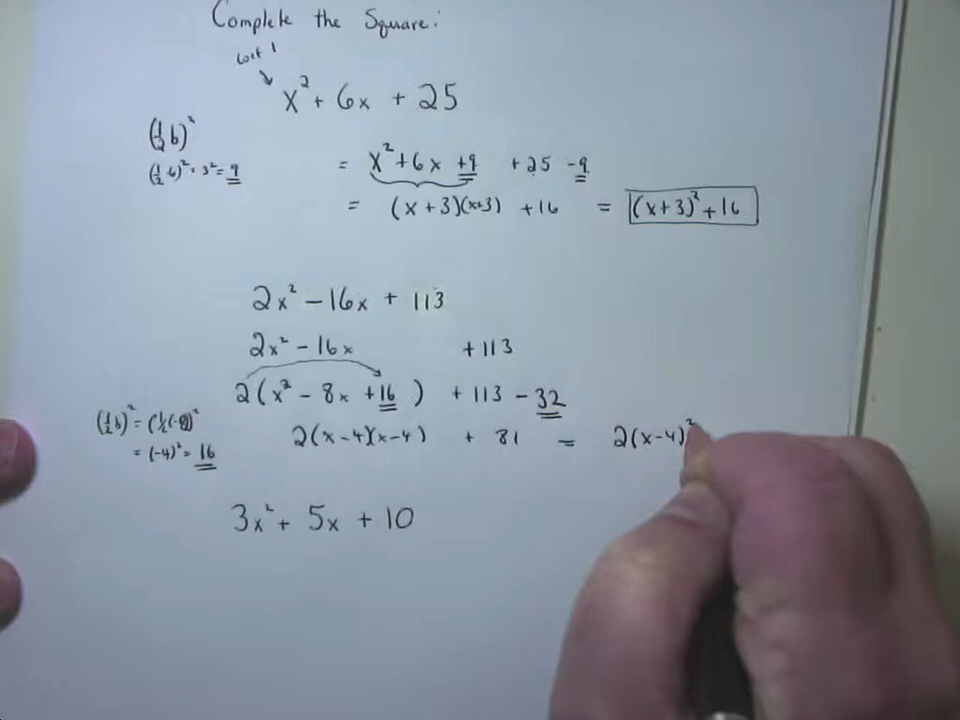 Complete the Square:
coef 1
x² + 6x + 25
(½b)²
= x² + 6x +9 + 25 - 9
(½ 6)² = 3² = 9
= (x + 3)(x+3) + 16 = (x+3)² + 16
2x² - 16x + 113
2x² - 16x + 113
2(x² - 8x + 16) + 113 - 32
(½b)² = (½(-8))²
2(x-4)(x-4) + 81 = 2(x-4)²
= (-4)² = 16
3x² + 5x + 10